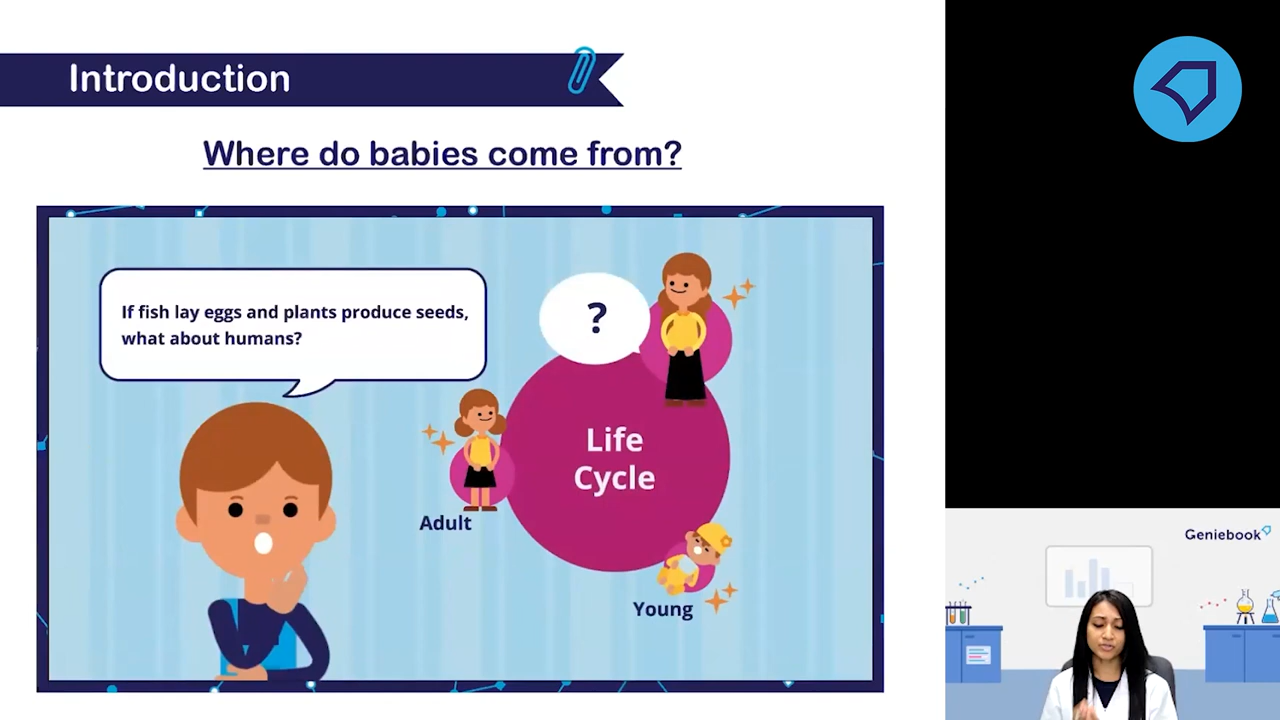 Introduction
Where do babies come from?
If fish lay eggs and plants produce seeds,
what about humans?
?
Life
Cycle
Adult
Young
Geniebook